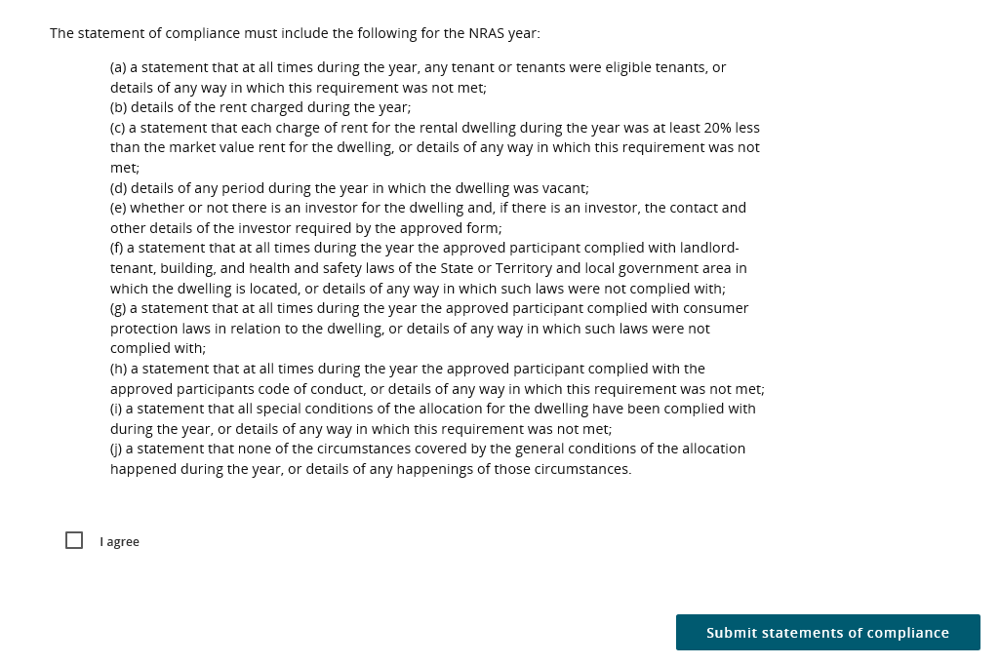 The statement of compliance must include the following for the NRAS year:
(a) a statement that at all times during the year, any tenant or tenants were eligible tenants, or
details of any way in which this requirement was not met;
(b) details of the rent charged during the year;
(c) a statement that each charge of rent for the rental dwelling during the year was at least 20% less
than the market value rent for the dwelling, or details of any way in which this requirement was not
met;
(d) details of any period during the year in which the dwelling was vacant;
(e) whether or not there is an investor for the dwelling and, if there is an investor, the contact and
other details of the investor required by the approved form;
(f) a statement that at all times during the year the approved participant complied with landlord-
tenant, building, and health and safety laws of the State or Territory and local government area in
which the dwelling is located, or details of any way in which such laws were not complied with;
(g) a statement that at all times during the year the approved participant complied with consumer
protection laws in relation to the dwelling, or details of any way in which such laws were not
complied with;
(h) a statement that at all times during the year the approved participant complied with the
approved participants code of conduct, or details of any way in which this requirement was not met;
(i) a statement that all special conditions of the allocation for the dwelling have been complied with
during the year, or details of any way in which this requirement was not met;
(j) a statement that none of the circumstances covered by the general conditions of the allocation
happened during the year, or details of any happenings of those circumstances.
I agree
Submit statements of compliance